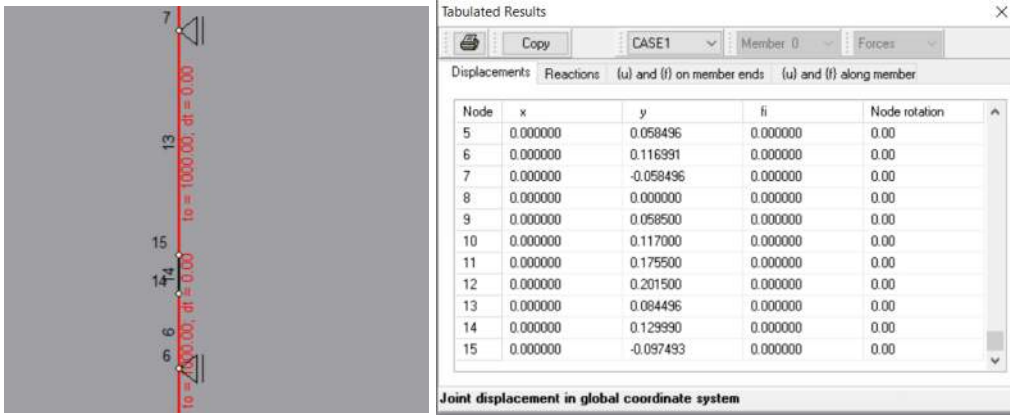 7
to = 1000.00; dt = 0.00
13
15
14
14
to = 1000.00; dt = 0.00
6
6
Tabulated Results
Copy CASE1 Member 0 Forces
Displacements Reactions {u} and {f} on member ends {u} and {f} along member
Node x y fi Node rotation
5 0.000000 0.058496 0.000000 0.00
6 0.000000 0.116991 0.000000 0.00
7 0.000000 -0.058496 0.000000 0.00
8 0.000000 0.000000 0.000000 0.00
9 0.000000 0.058500 0.000000 0.00
10 0.000000 0.117000 0.000000 0.00
11 0.000000 0.175500 0.000000 0.00
12 0.000000 0.201500 0.000000 0.00
13 0.000000 0.084496 0.000000 0.00
14 0.000000 0.129990 0.000000 0.00
15 0.000000 -0.097493 0.000000 0.00
Joint displacement in global coordinate system